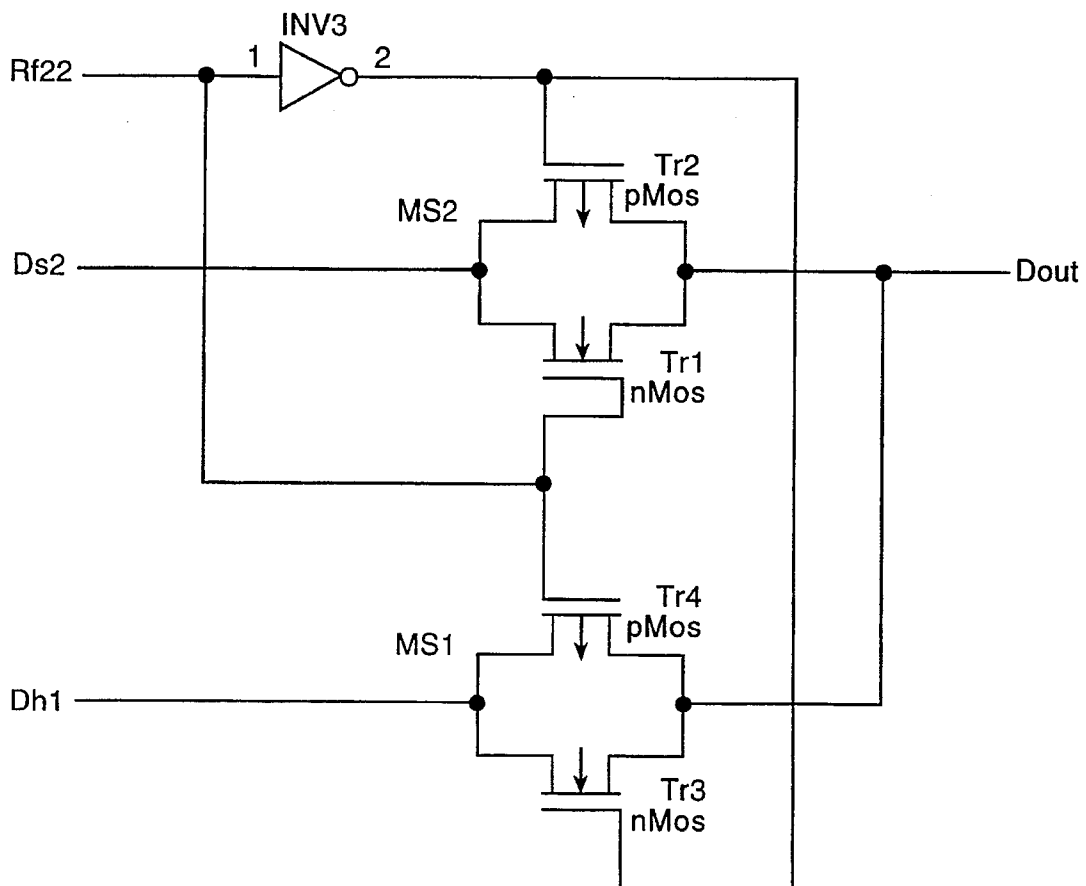 INV3
Rf22
1
2
Tr2
pMos
MS2
Ds2
Dout
Tr1
nMos
Tr4
pMos
MS1
Dh1
Tr3
nMos